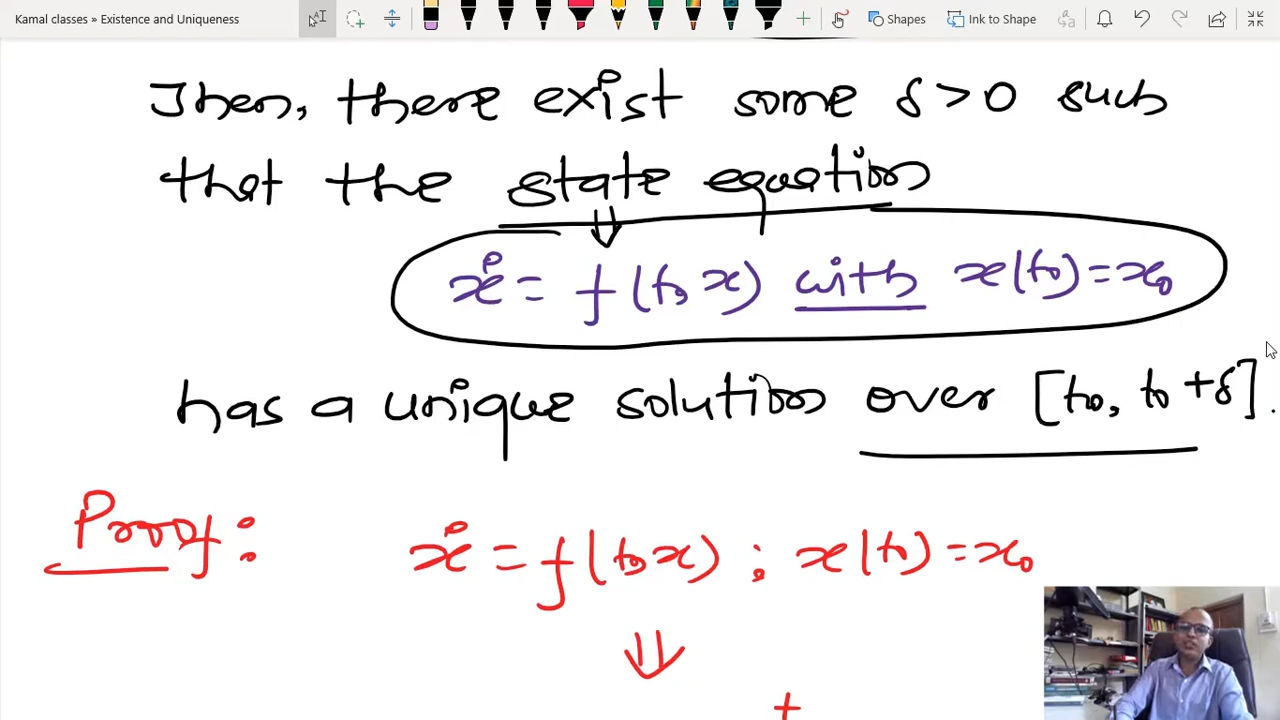 Kamal classes » Existence and Uniqueness
Shapes
Ink to Shape
Then, there exist some δ > 0 such
that the state equation
ẋ = f(t, x) with x(t₀) = x₀
has a unique solution over [t₀, t₀ + δ].
Proof: ẋ = f(t, x) ; x(t₀) = x₀
⇓
t